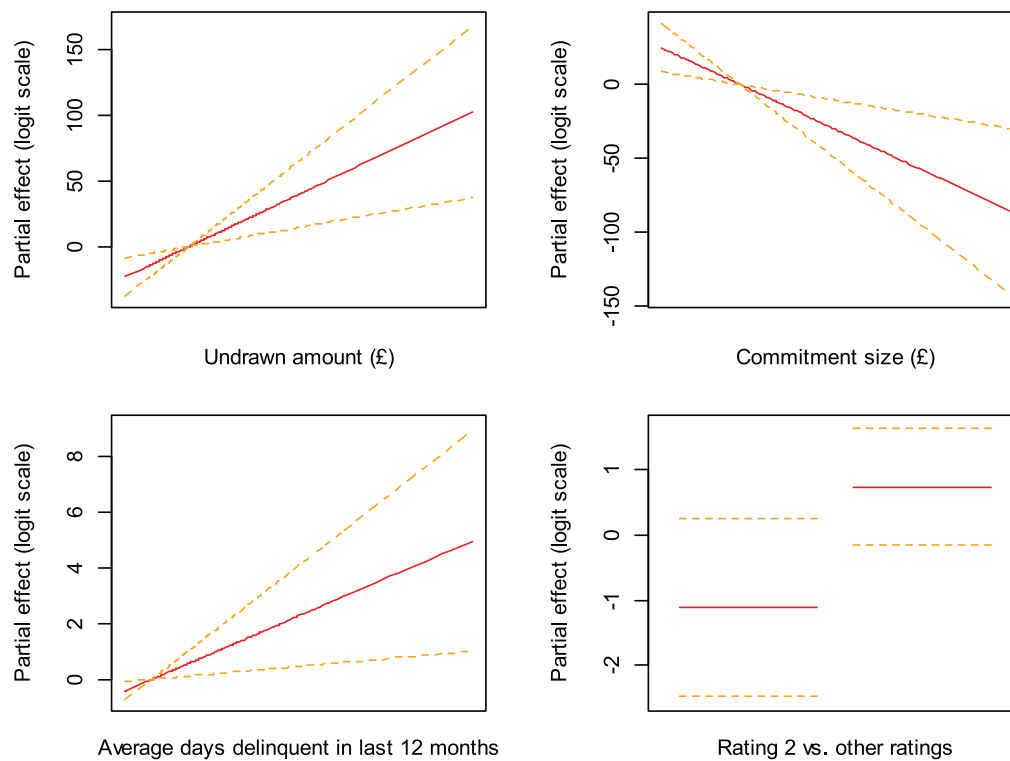 Partial effect (logit scale)
150
100
50
0
Undrawn amount (£)
Partial effect (logit scale)
0
-50
-100
-150
Commitment size (£)
Partial effect (logit scale)
8
6
4
2
0
Average days delinquent in last 12 months
Partial effect (logit scale)
1
0
-1
-2
Rating 2 vs. other ratings